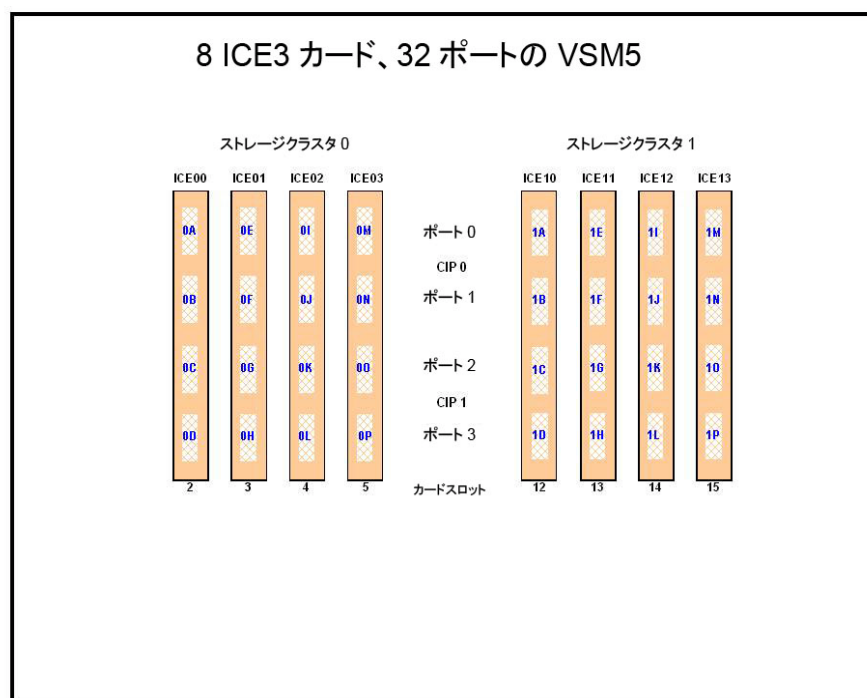 8 ICE3 カード、32 ポートの VSM5
ストレージクラスタ 0 ストレージクラスタ 1
ICE00 ICE01 ICE02 ICE03 ICE10 ICE11 ICE12 ICE13
0A 0E 0I 0M ポート 0 1A 1E 1I 1M
CIP 0
0B 0F 0J 0N ポート 1 1B 1F 1J 1N
0C 0G 0K 0O ポート 2 1C 1G 1K 1O
CIP 1
0D 0H 0L 0P ポート 3 1D 1H 1L 1P
2 3 4 5 カードスロット 12 13 14 15